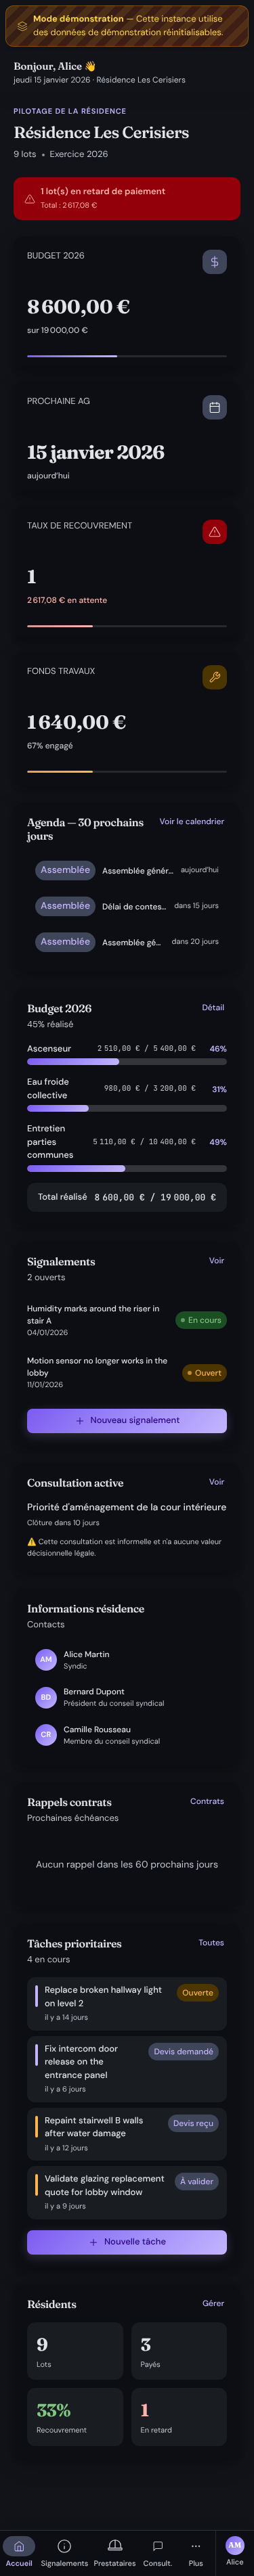 Mode démonstration — Cette instance utilise
des données de démonstration réinitialisables.
Bonjour, Alice 👋
jeudi 15 janvier 2026 · Résidence Les Cerisiers
PILOTAGE DE LA RÉSIDENCE
Résidence Les Cerisiers
9 lots • Exercice 2026
1 lot(s) en retard de paiement
Total : 2 617,08 €
BUDGET 2026
8 600,00 €
sur 19 000,00 €
PROCHAINE AG
15 janvier 2026
aujourd'hui
TAUX DE RECOUVREMENT
1
2 617,08 € en attente
FONDS TRAVAUX
1 640,00 €
67% engagé
Agenda — 30 prochains
jours
Voir le calendrier
Assemblée Assemblée génér... aujourd'hui
Assemblée Délai de contes... dans 15 jours
Assemblée Assemblée gé... dans 20 jours
Budget 2026 Détail
45% réalisé
Ascenseur 2 510,00 € / 5 400,00 € 46%
Eau froide
collective
980,00 € / 3 200,00 € 31%
Entretien
parties
communes
5 110,00 € / 10 400,00 € 49%
Total réalisé 8 600,00 € / 19 000,00 €
Signalements Voir
2 ouverts
Humidity marks around the riser in
stair A
04/01/2026
En cours
Motion sensor no longer works in the
lobby
11/01/2026
Ouvert
+ Nouveau signalement
Consultation active Voir
Priorité d'aménagement de la cour intérieure
Clôture dans 10 jours
⚠️ Cette consultation est informelle et n'a aucune valeur
décisionnelle légale.
Informations résidence
Contacts
AM Alice Martin
Syndic
BD Bernard Dupont
Président du conseil syndical
CR Camille Rousseau
Membre du conseil syndical
Rappels contrats Contrats
Prochaines échéances
Aucun rappel dans les 60 prochains jours
Tâches prioritaires Toutes
4 en cours
Replace broken hallway light
on level 2
il y a 14 jours
Ouverte
Fix intercom door
release on the
entrance panel
il y a 6 jours
Devis demandé
Repaint stairwell B walls
after water damage
il y a 12 jours
Devis reçu
Validate glazing replacement
quote for lobby window
il y a 9 jours
À valider
+ Nouvelle tâche
Résidents Gérer
9
Lots
3
Payés
33%
Recouvrement
1
En retard
Accueil Signalements Prestataires Consult. Plus
AM
Alice